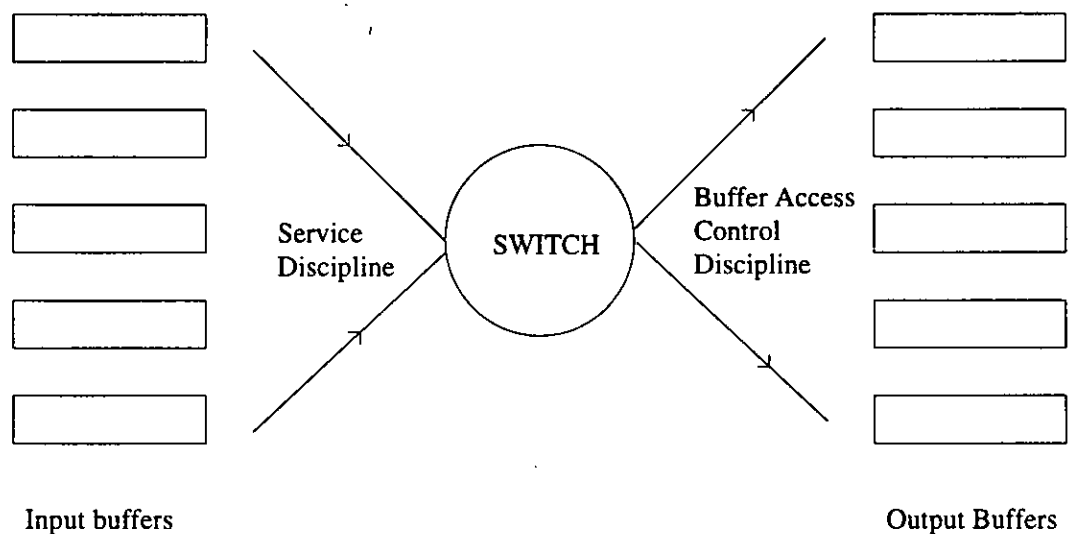 Service
Discipline
SWITCH
Buffer Access
Control
Discipline
Input buffers
Output Buffers